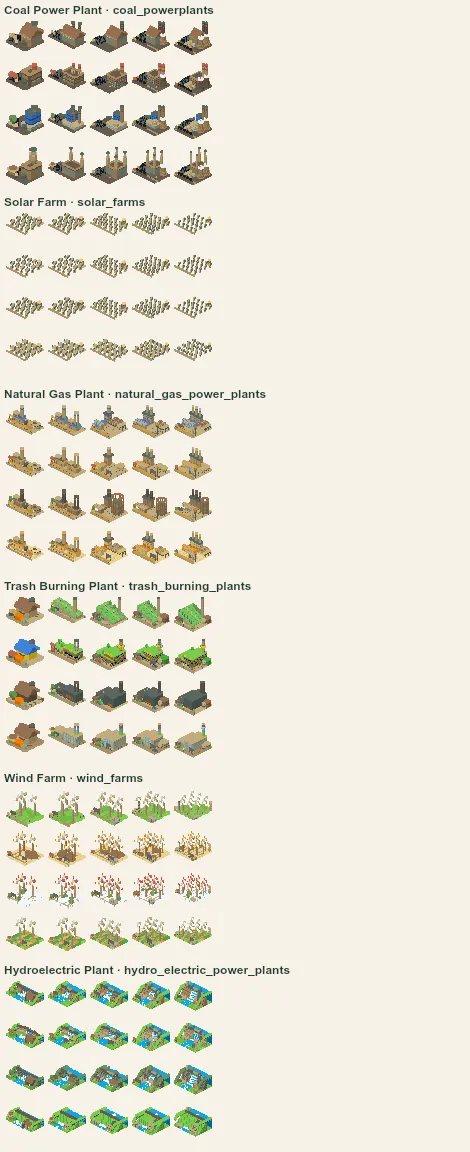 Coal Power Plant · coal_powerplants
Solar Farm · solar_farms
Natural Gas Plant · natural_gas_power_plants
Trash Burning Plant · trash_burning_plants
Wind Farm · wind_farms
Hydroelectric Plant · hydro_electric_power_plants